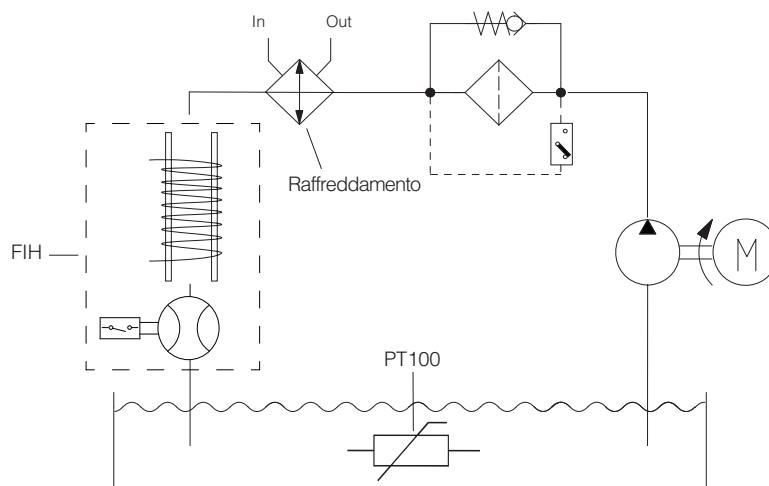 In
Out
Raffreddamento
FIH
M
PT100